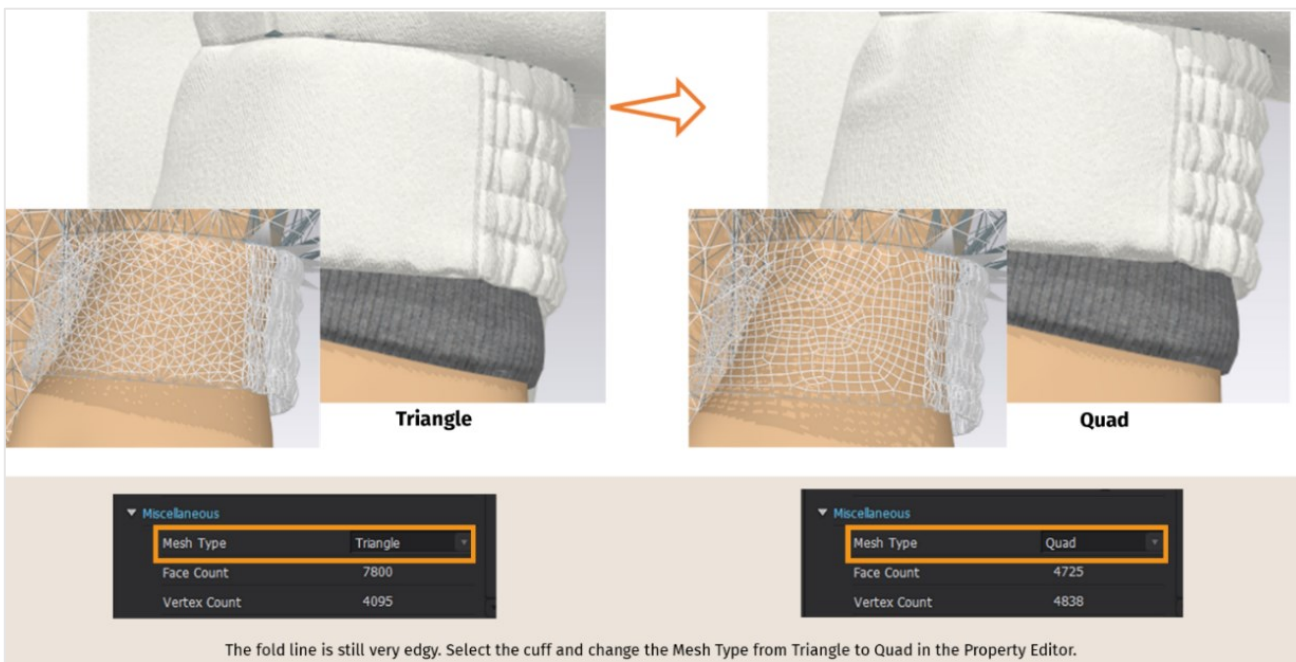 Triangle
Quad
Miscellaneous
Mesh Type Triangle
Face Count 7800
Vertex Count 4095
Miscellaneous
Mesh Type Quad
Face Count 4725
Vertex Count 4838
The fold line is still very edgy. Select the cuff and change the Mesh Type from Triangle to Quad in the Property Editor.